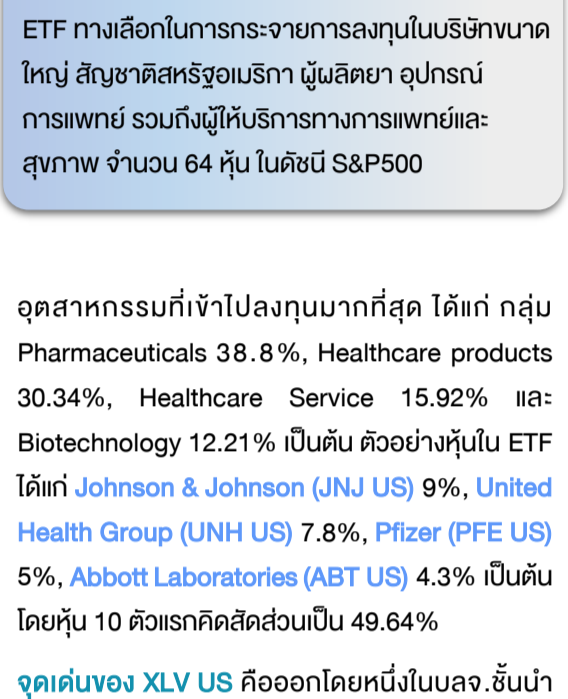 ETF ทางเลือกในการกระจายการลงทุนในบริษัทขนาด
ใหญ่ สัญชาติสหรัฐอเมริกา ผู้ผลิตยา อุปกรณ์
การแพทย์ รวมถึงผู้ให้บริการทางการแพทย์และ
สุขภาพ จำนวน 64 หุ้น ในดัชนี S&P500
อุตสาหกรรมที่เข้าไปลงทุนมากที่สุด ได้แก่ กลุ่ม
Pharmaceuticals 38.8%, Healthcare products
30.34%, Healthcare Service 15.92% และ
Biotechnology 12.21% เป็นต้น ตัวอย่างหุ้นใน ETF
ได้แก่ Johnson & Johnson (JNJ US) 9%, United
Health Group (UNH US) 7.8%, Pfizer (PFE US)
5%, Abbott Laboratories (ABT US) 4.3% เป็นต้น
โดยหุ้น 10 ตัวแรกคิดสัดส่วนเป็น 49.64%
จุดเด่นของ XLV US คือออกโดยหนึ่งในบลจ.ชั้นนำ